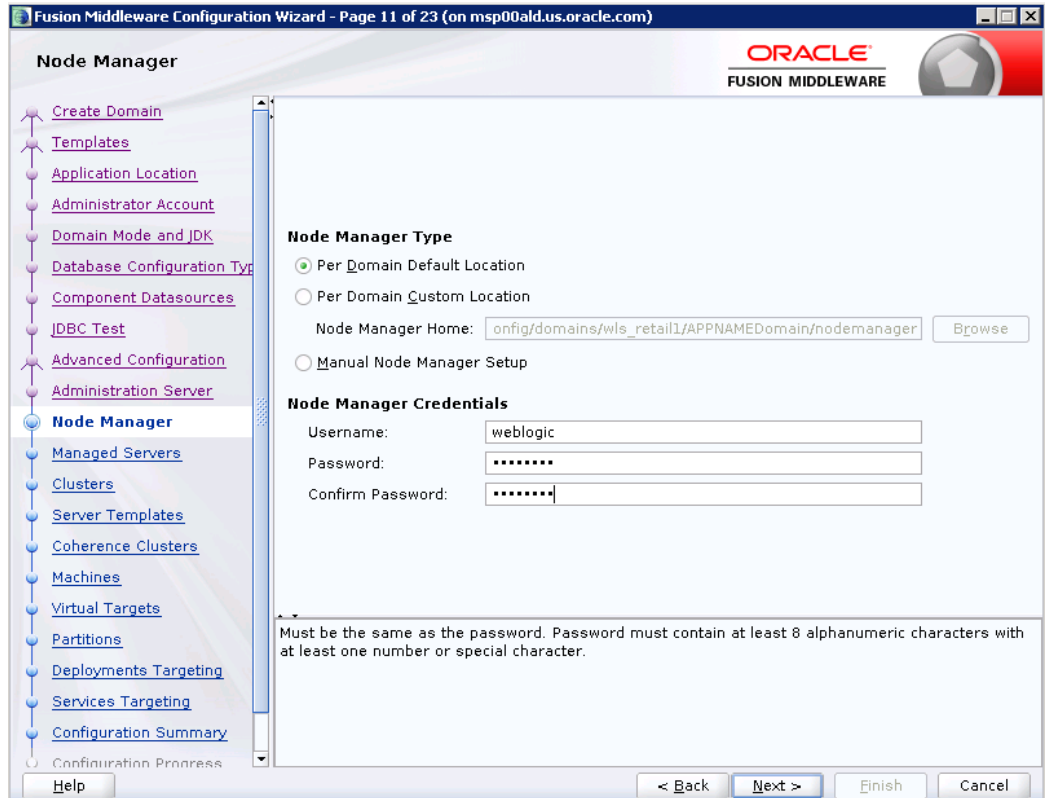 Fusion Middleware Configuration Wizard - Page 11 of 23 (on msp00ald.us.oracle.com)
Node Manager
ORACLE
FUSION MIDDLEWARE
Create Domain
Templates
Application Location
Administrator Account
Domain Mode and JDK
Database Configuration Typ
Component Datasources
JDBC Test
Advanced Configuration
Administration Server
Node Manager
Managed Servers
Clusters
Server Templates
Coherence Clusters
Machines
Virtual Targets
Partitions
Deployments Targeting
Services Targeting
Configuration Summary
Configuration Progress
Node Manager Type
Per Domain Default Location
Per Domain Custom Location
Node Manager Home: onfig/domains/wls_retail1/APPNAMEDomain/nodemanager Browse
Manual Node Manager Setup
Node Manager Credentials
Username: weblogic
Password: ••••••••
Confirm Password: ••••••••
Must be the same as the password. Password must contain at least 8 alphanumeric characters with
at least one number or special character.
Help < Back Next > Finish Cancel